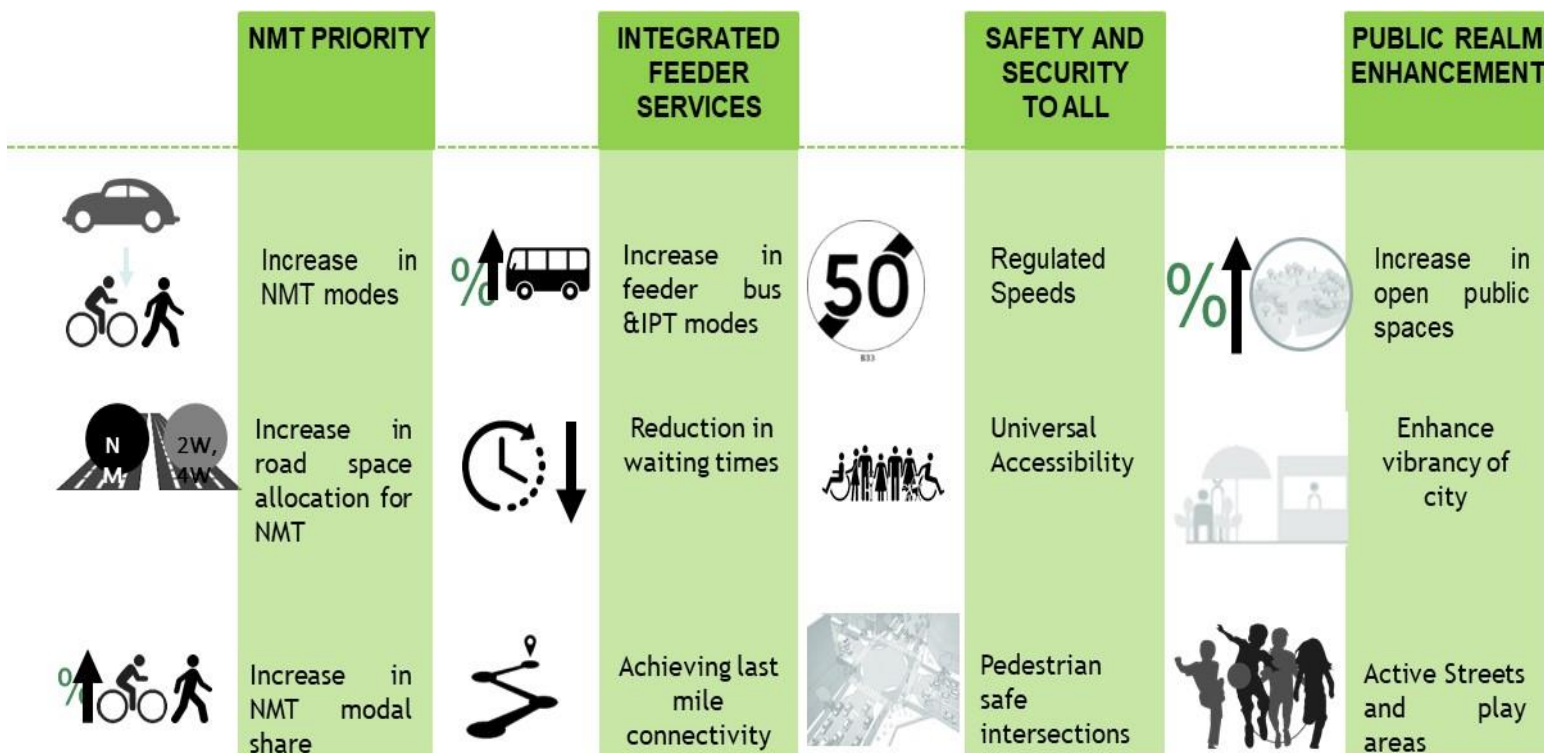 NMT PRIORITY
INTEGRATED
FEEDER
SERVICES
SAFETY AND
SECURITY
TO ALL
PUBLIC REALM
ENHANCEMENT
Increase in
NMT modes
%
Increase in
feeder bus
&IPT modes
50
B33
Regulated
Speeds
%
Increase in
open public
spaces
N
M
2W,
4W
Increase in
road space
allocation for
NMT
Reduction in
waiting times
Universal
Accessibility
Enhance
vibrancy of
city
%
Increase in
NMT modal
share
Achieving last
mile
connectivity
Pedestrian
safe
intersections
Active Streets
and play
areas